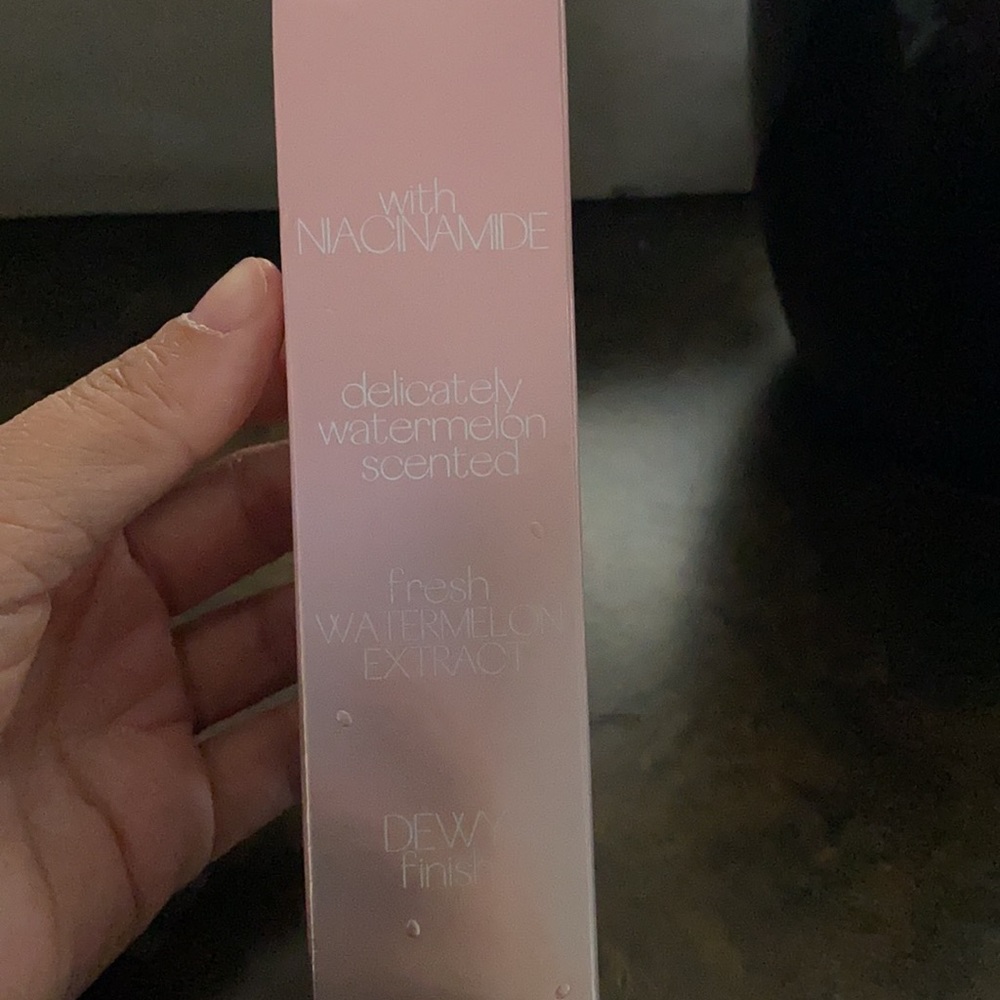 with
NIACINAMIDE
delicately
watermelon
scented
fresh
WATERMELON
EXTRACT
DEWY
finish